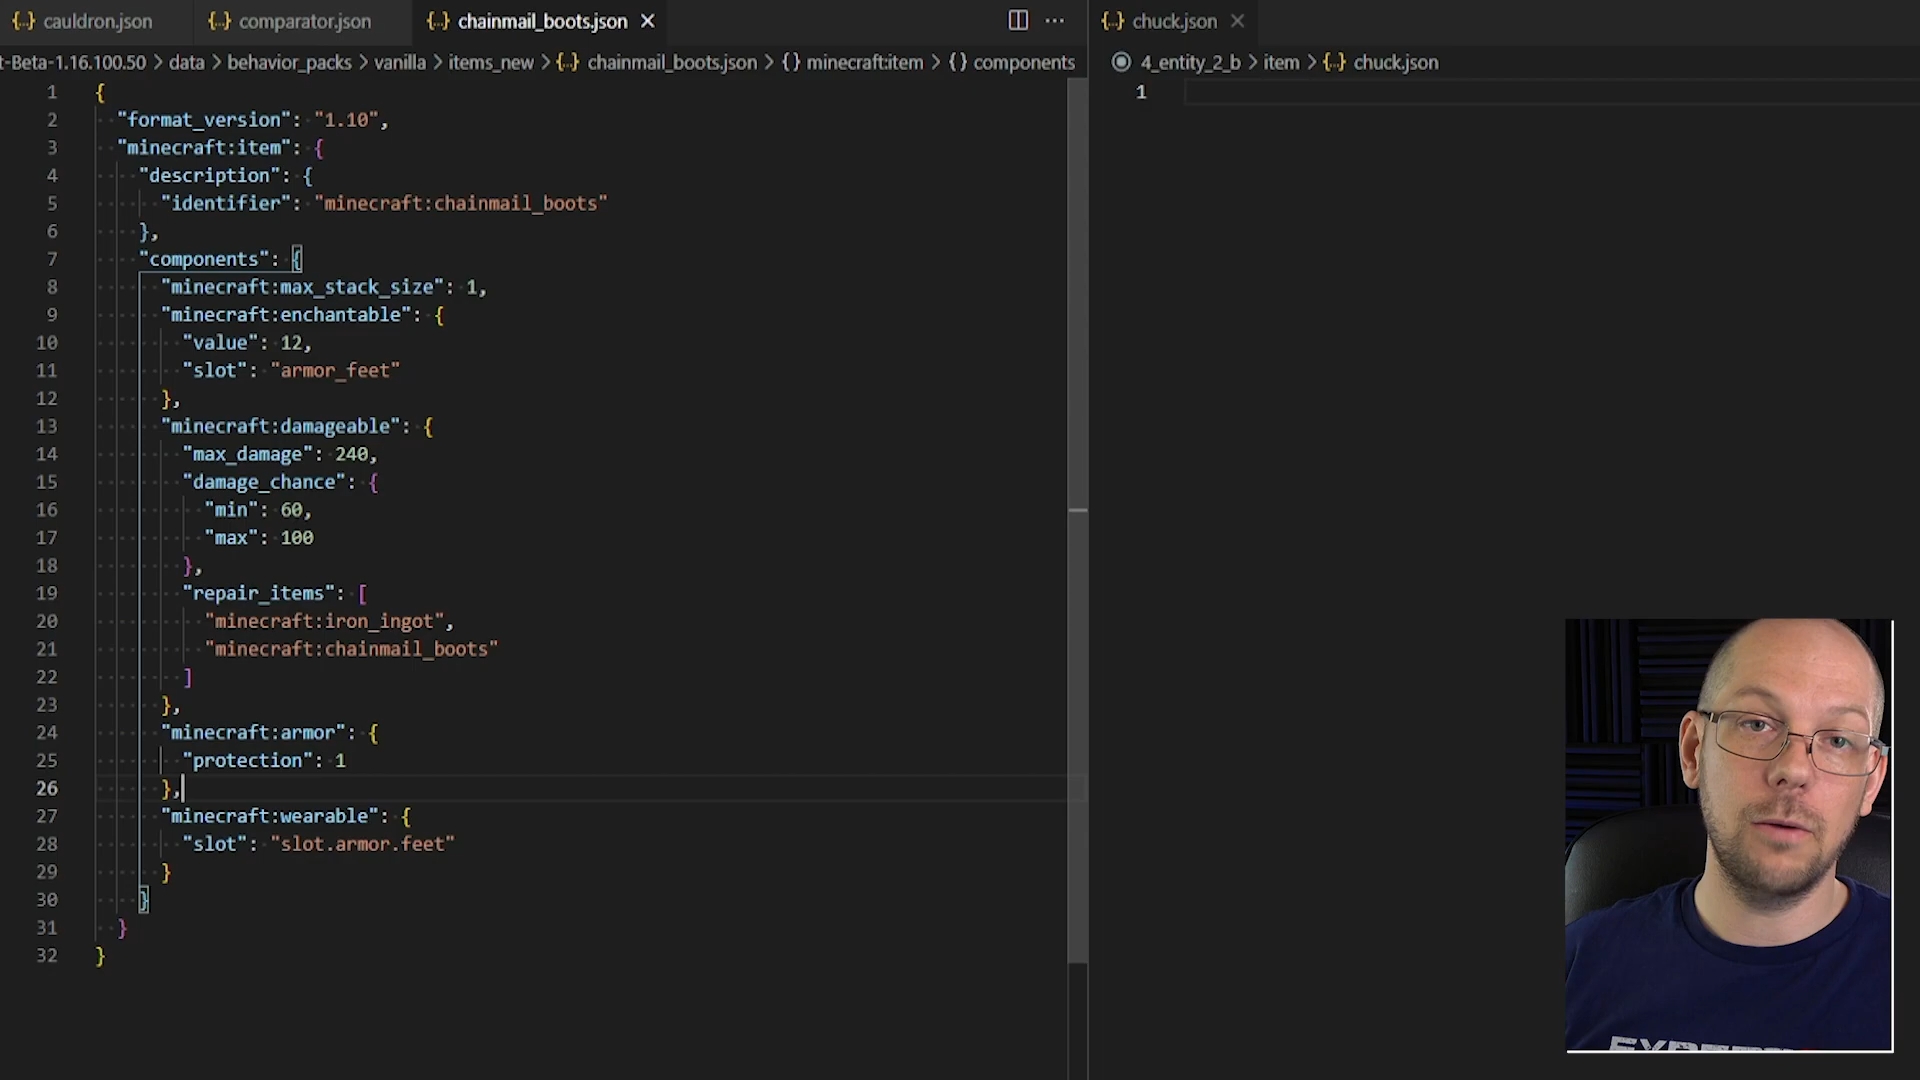 {..} cauldron.json {..} comparator.json {..} chainmail_boots.json × ···
t-Beta-1.16.100.50 > data > behavior_packs > vanilla > items_new > {..} chainmail_boots.json > {} minecraft:item > {} components
1 {
2 "format_version": "1.10",
3 "minecraft:item": {
4 "description": {
5 "identifier": "minecraft:chainmail_boots"
6 },
7 "components": {
8 "minecraft:max_stack_size": 1,
9 "minecraft:enchantable": {
10 "value": 12,
11 "slot": "armor_feet"
12 },
13 "minecraft:damageable": {
14 "max_damage": 240,
15 "damage_chance": {
16 "min": 60,
17 "max": 100
18 },
19 "repair_items": [
20 "minecraft:iron_ingot",
21 "minecraft:chainmail_boots"
22 ]
23 },
24 "minecraft:armor": {
25 "protection": 1
26 },
27 "minecraft:wearable": {
28 "slot": "slot.armor.feet"
29 }
30 }
31 }
32 }
{..} chuck.json ×
4_entity_2_b > item > {..} chuck.json
1